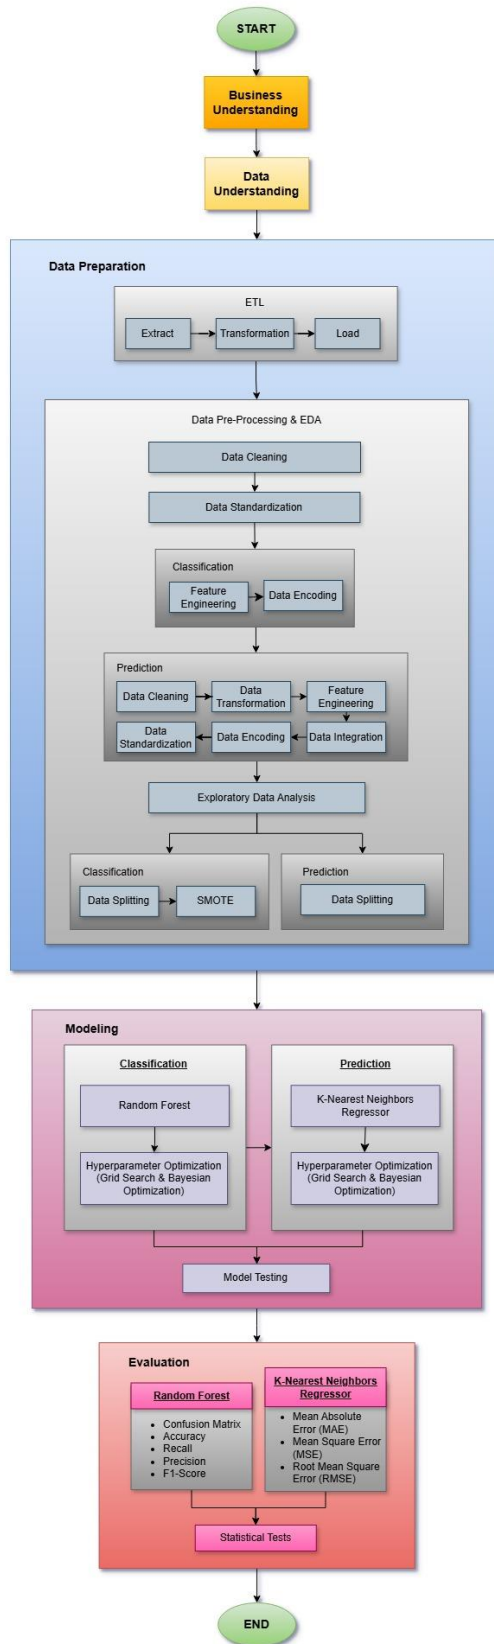 START
Business
Understanding
Data
Understanding
Data Preparation
ETL
Extract
Transformation
Load
Data Pre-Processing & EDA
Data Cleaning
Data Standardization
Classification
Feature
Engineering
Data Encoding
Prediction
Data Cleaning
Data
Transformation
Feature
Engineering
Data
Standardization
Data Encoding
Data Integration
Exploratory Data Analysis
Classification
Data Splitting
SMOTE
Prediction
Data Splitting
Modeling
Classification
Random Forest
Hyperparameter Optimization
(Grid Search & Bayesian
Optimization)
Prediction
K-Nearest Neighbors
Regressor
Hyperparameter Optimization
(Grid Search & Bayesian
Optimization)
Model Testing
Evaluation
Random Forest
• Confusion Matrix
• Accuracy
• Recall
• Precision
• F1-Score
K-Nearest Neighbors
Regressor
• Mean Absolute
Error (MAE)
• Mean Square Error
(MSE)
• Root Mean Square
Error (RMSE)
Statistical Tests
END